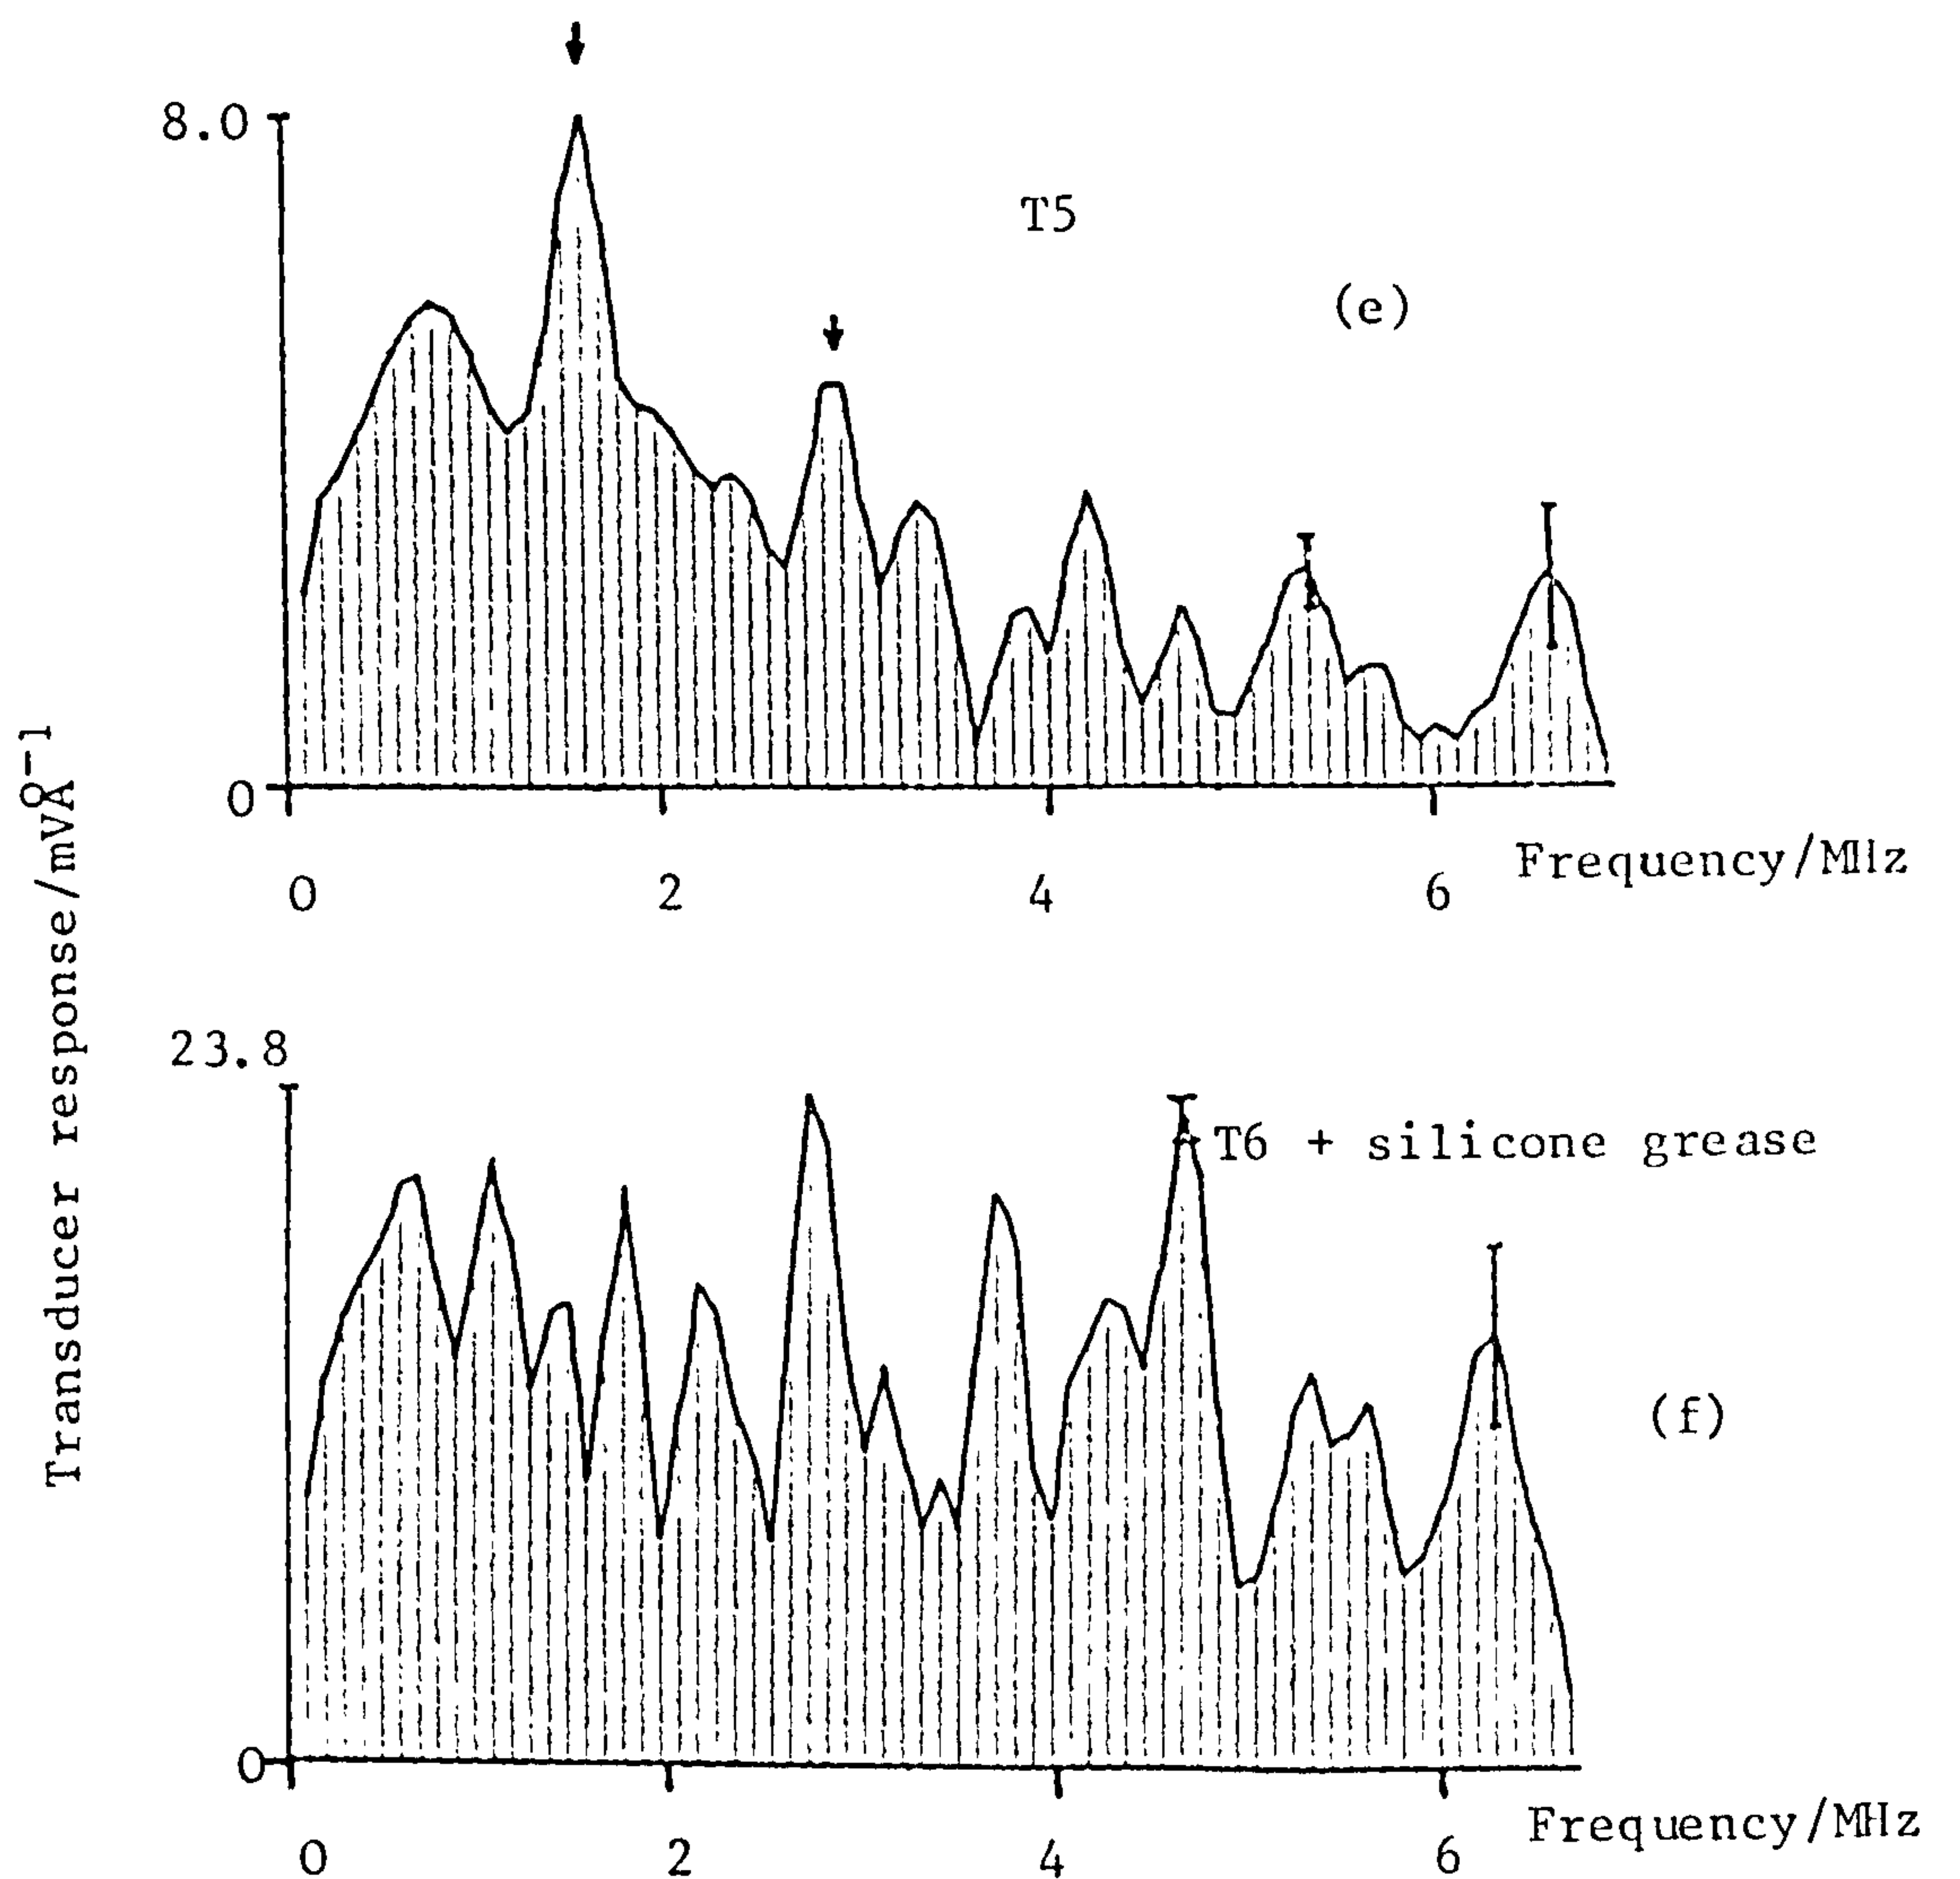 8.0
T5
(e)
0
0 2 4 6
Frequency/MHz
Transducer response/mVÅ⁻¹
23.8
T6 + silicone grease
(f)
0
0 2 4 6
Frequency/MHz